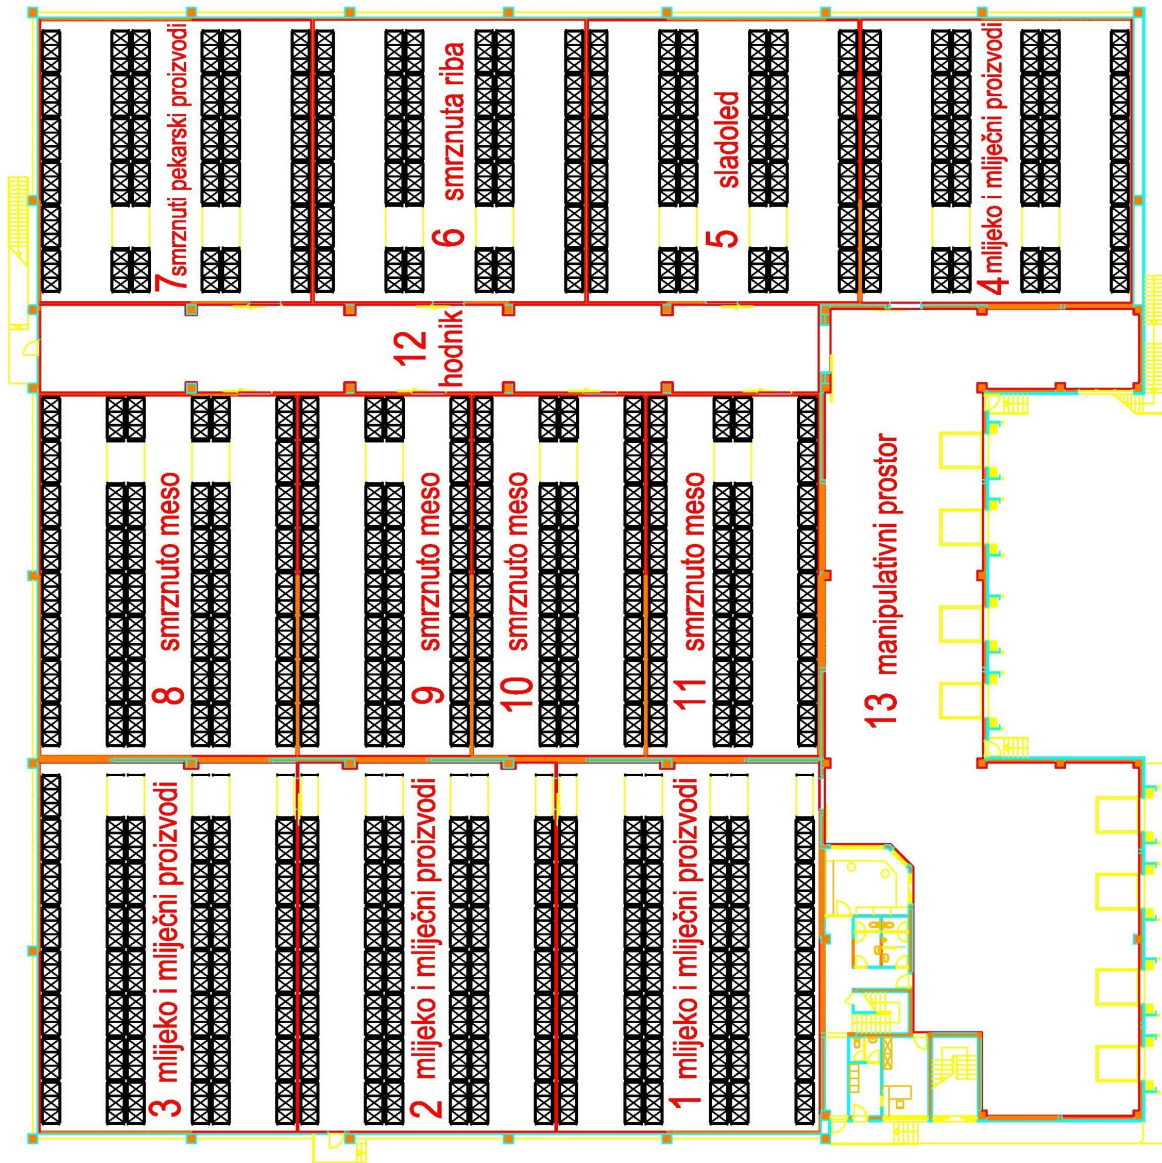 7 smrznuti pekarski proizvodi
6 smrznuta riba
5 sladoled
4 mlijeko i mliječni proizvodi
12 hodnik
8 smrznuto meso
9 smrznuto meso
10 smrznuto meso
11 smrznuto meso
13 manipulativni prostor
3 mlijeko i mliječni proizvodi
2 mlijeko i mliječni proizvodi
1 mlijeko i mliječni proizvodi